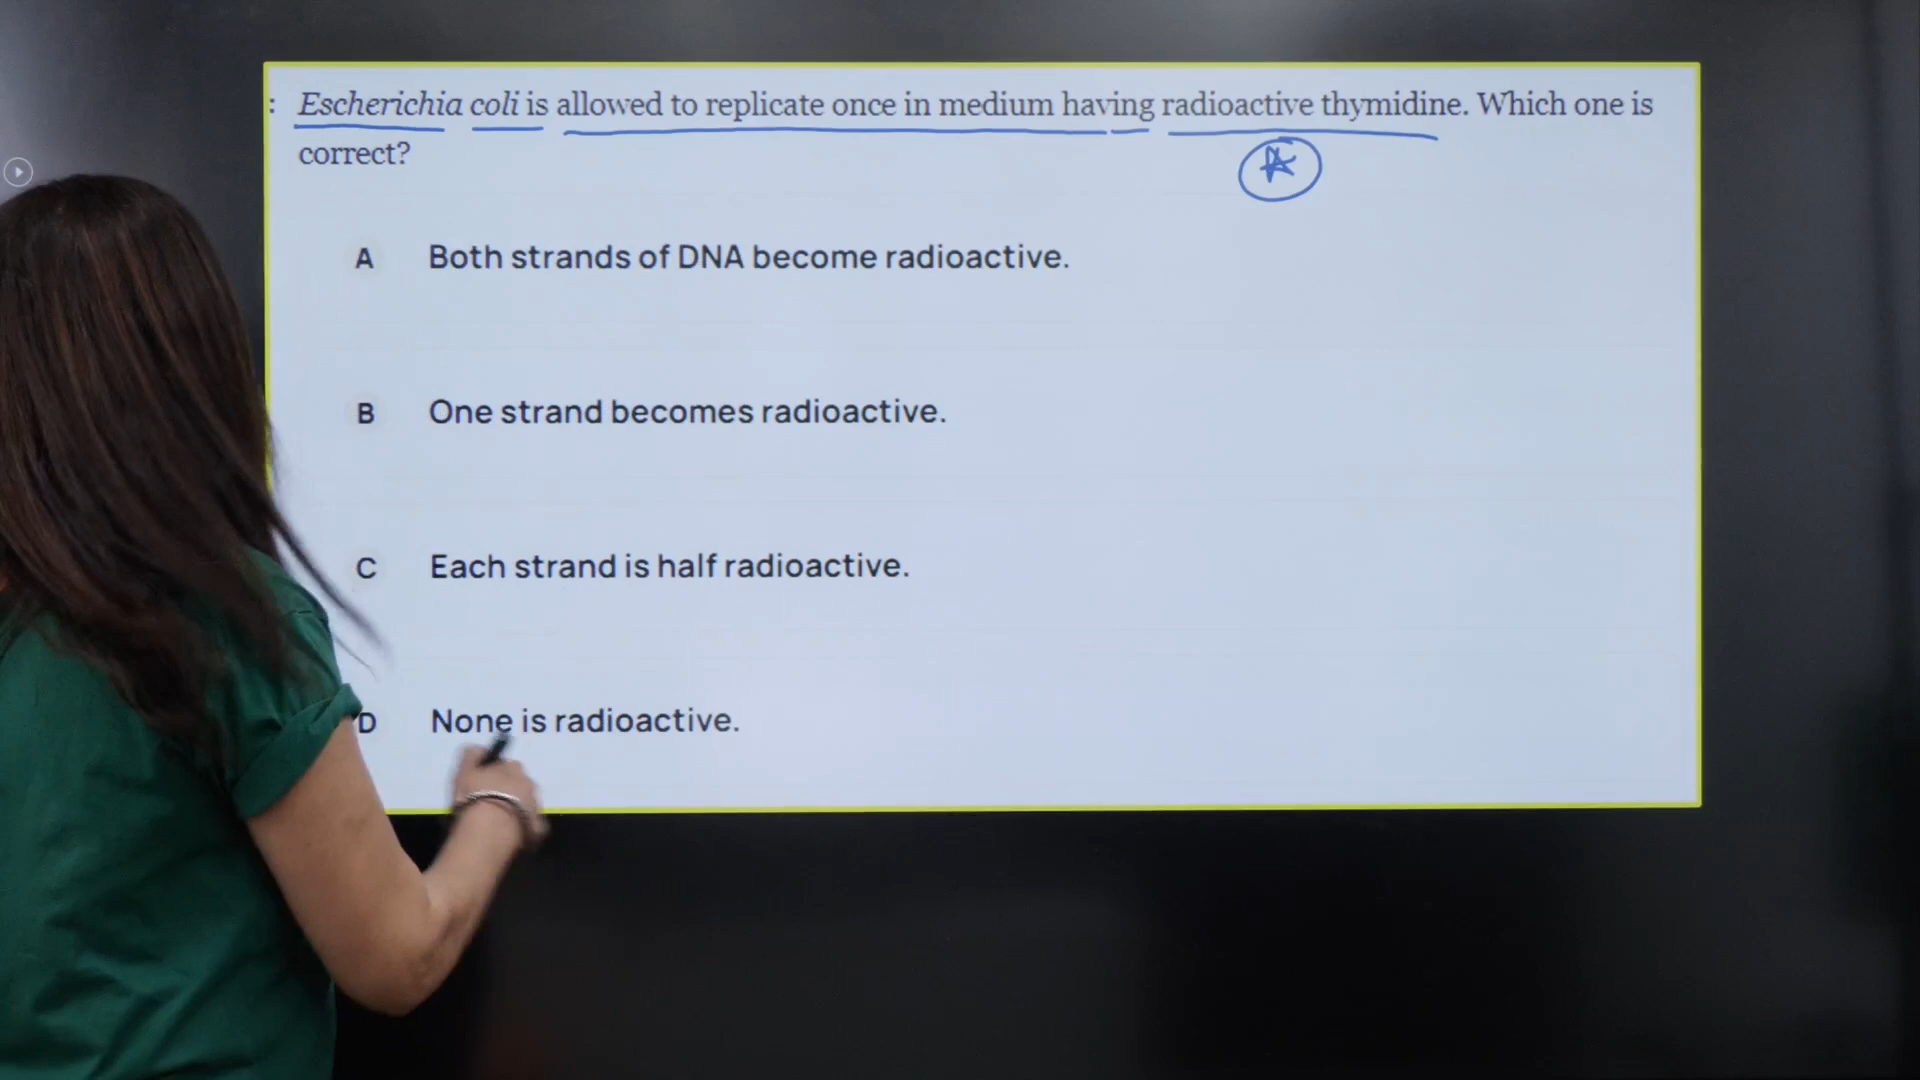 : Escherichia coli is allowed to replicate once in medium having radioactive thymidine. Which one is
correct?
A Both strands of DNA become radioactive.
B One strand becomes radioactive.
C Each strand is half radioactive.
D None is radioactive.